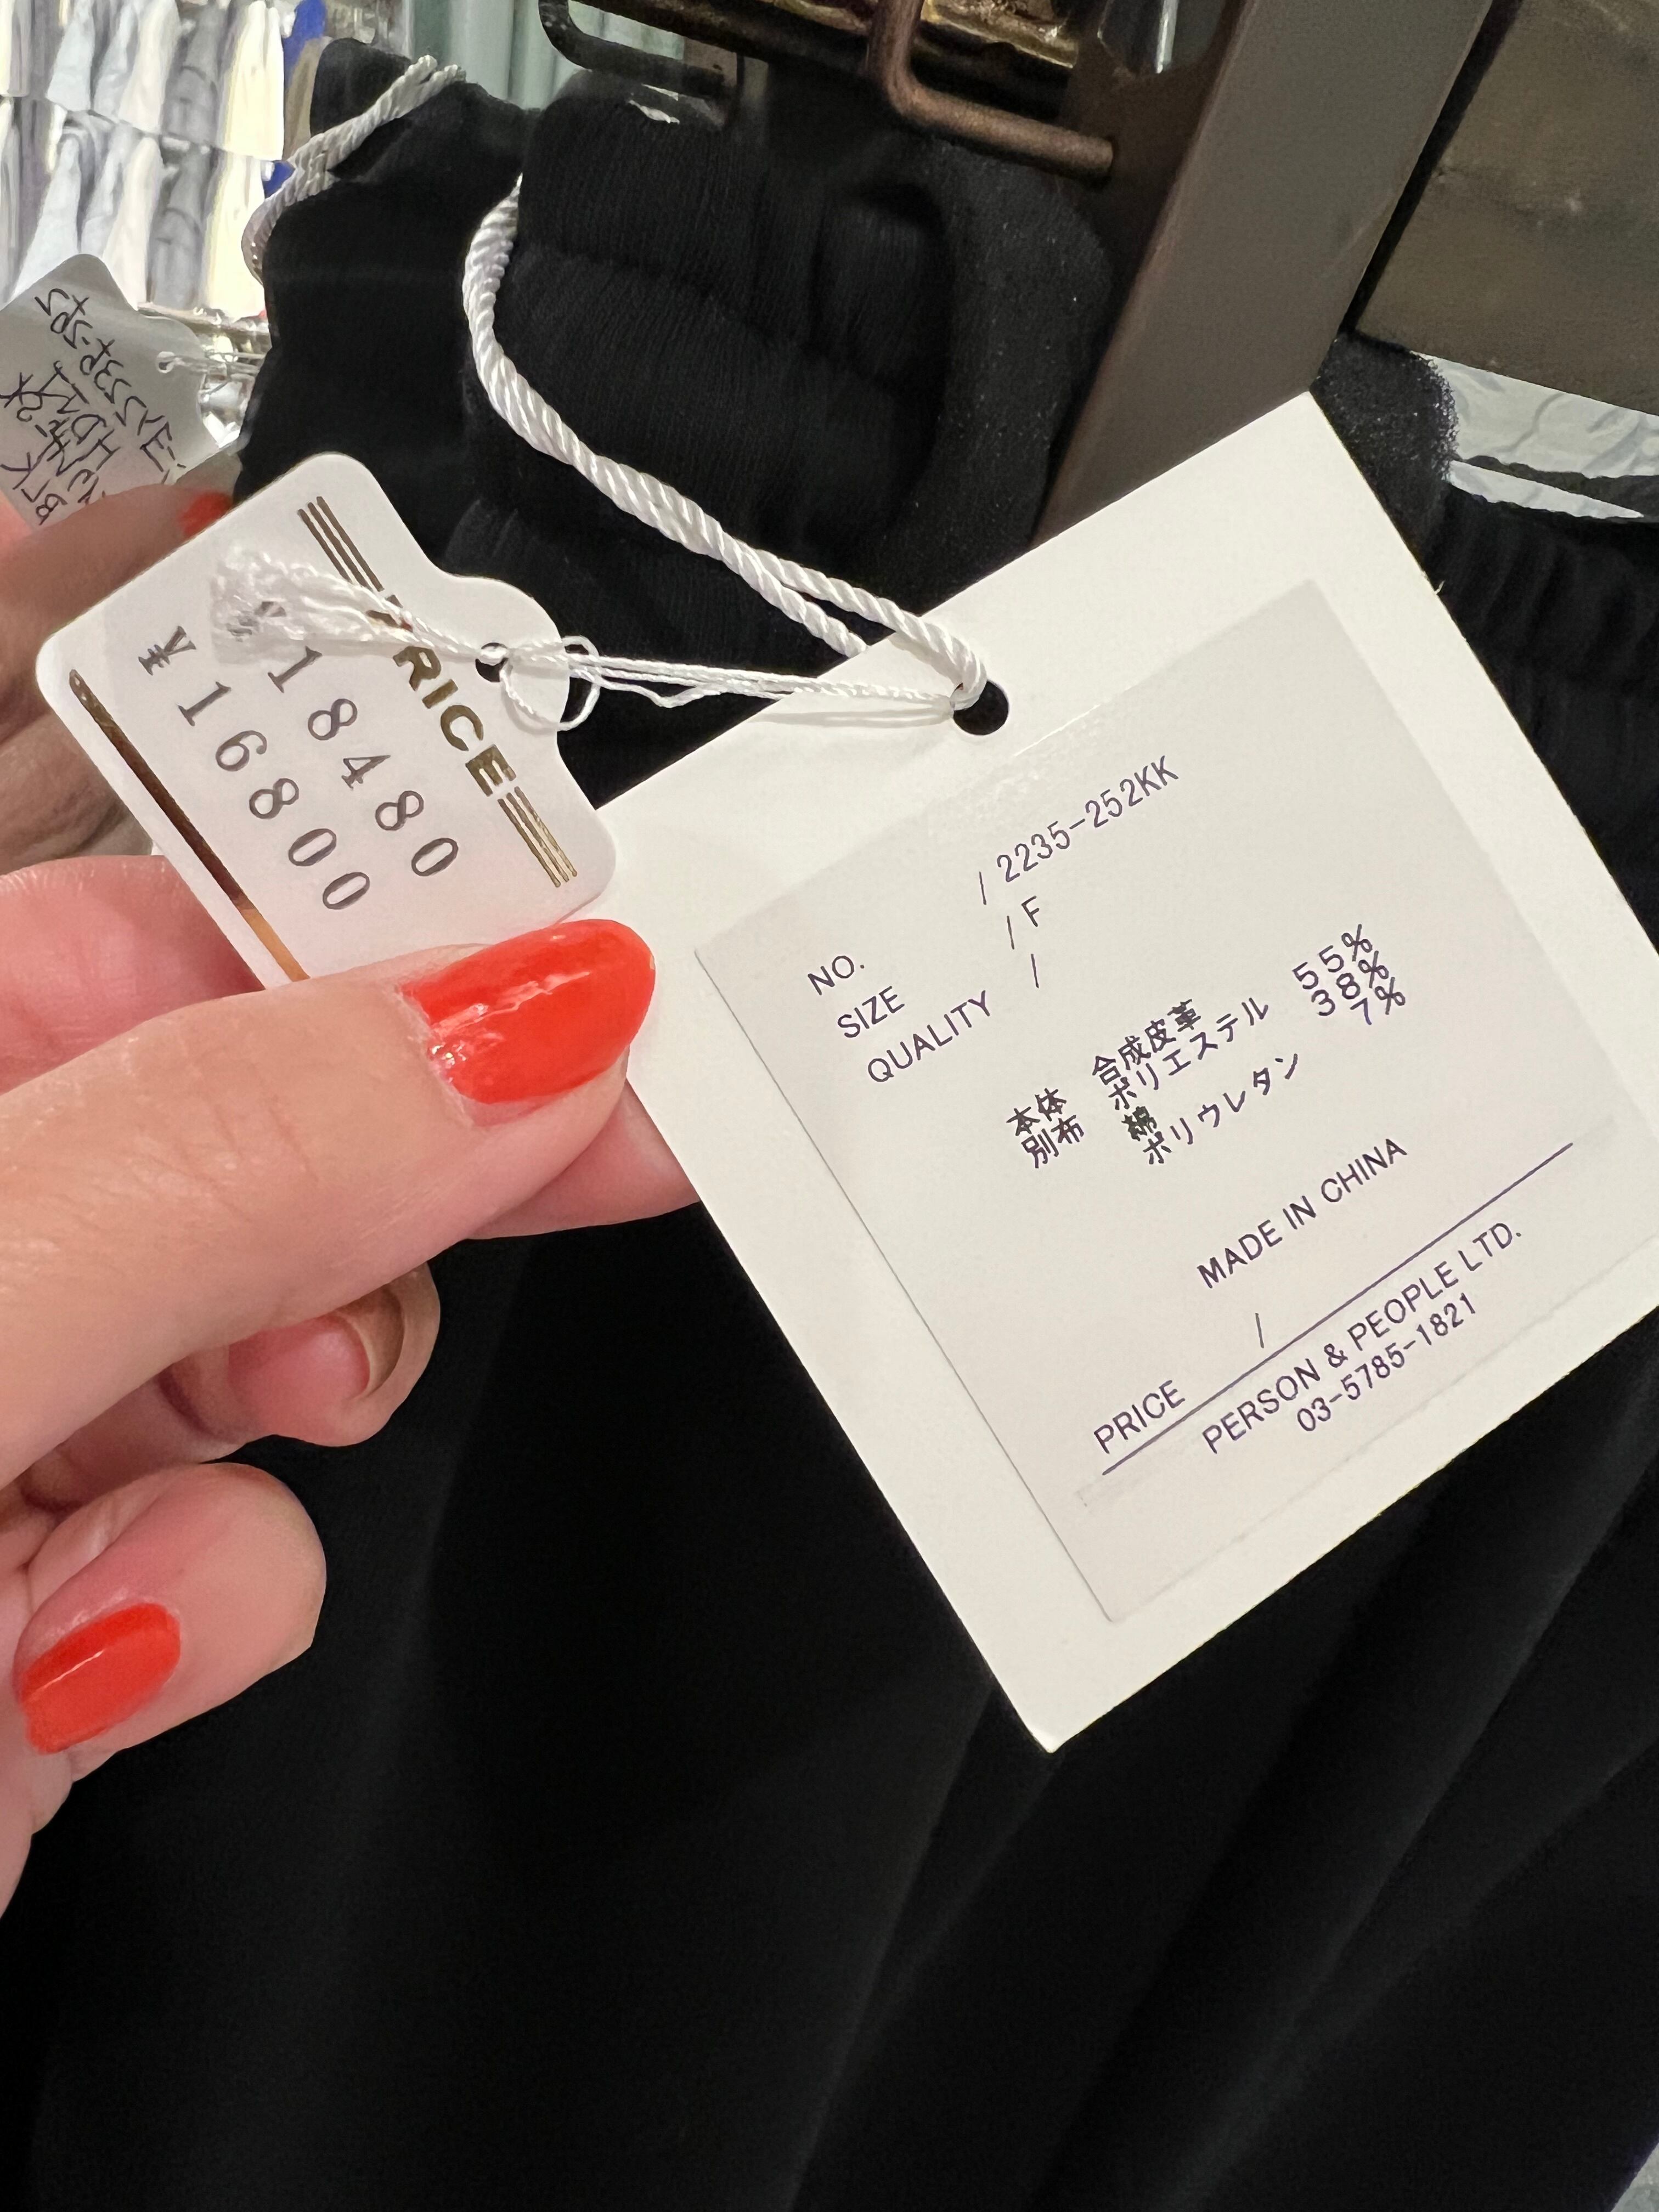 PRICE
18480
¥16800
NO. / 2235-252KK
SIZE / F
QUALITY /
本体 合成皮革
別布 ポリエステル 55%
綿 38%
ポリウレタン 7%
MADE IN CHINA
PRICE /
PERSON & PEOPLE LTD.
03-5785-1821